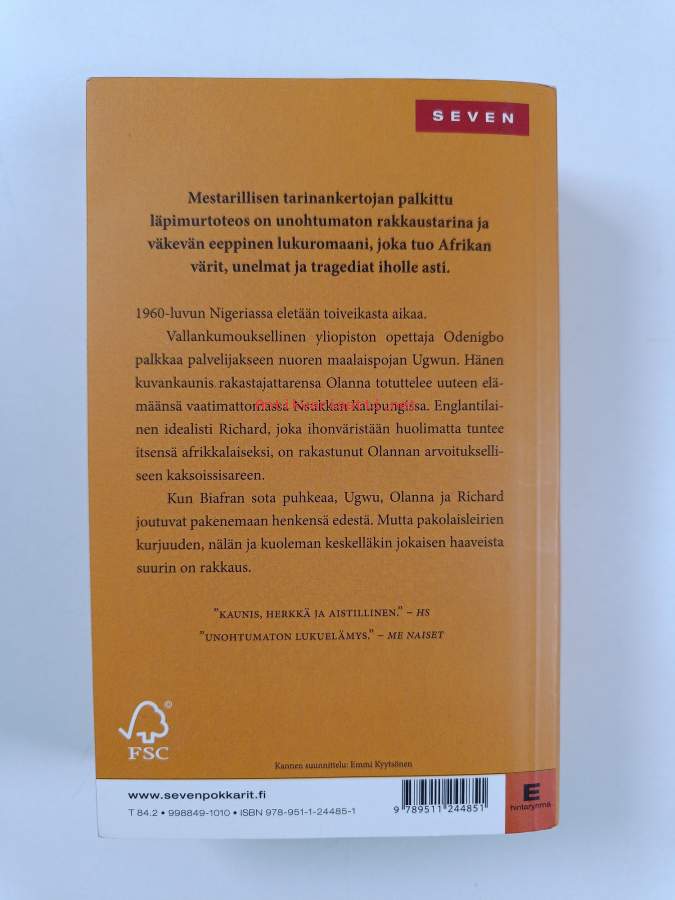 SEVEN
Mestarillisen tarinankertojan palkittu
läpimurtoteos on unohtumaton rakkaustarina ja
väkevän eeppinen lukuromaani, joka tuo Afrikan
värit, unelmat ja tragediat iholle asti.
1960-luvun Nigeriassa eletään toiveikasta aikaa.
Vallankumouksellinen yliopiston opettaja Odenigbo
palkkaa palvelijakseen nuoren maalaispojan Ugwun. Hänen
kuvankaunis rakastajattarensa Olanna totuttelee uuteen elä-
määnsä vaatimattomassa Nsukkan kaupungissa. Englantilai-
nen idealisti Richard, joka ihonväristään huolimatta tuntee
itsensä afrikkalaiseksi, on rakastunut Olannan arvoitukselli-
seen kaksoissisareen.
Kun Biafran sota puhkeaa, Ugwu, Olanna ja Richard
joutuvat pakenemaan henkensä edestä. Mutta pakolaisleirien
kurjuuden, nälän ja kuoleman keskelläkin jokaisen haaveista
suurin on rakkaus.
”KAUNIS, HERKKÄ JA AISTILLINEN.” – HS
”UNOHTUMATON LUKUELÄMYS.” – ME NAISET
FSC
Kannen suunnittelu: Emmi Kyytsönen
www.sevenpokkarit.fi
T 84.2 • 998849-1010 • ISBN 978-951-1-24485-1
9 789511 244851
E
hintaryhmä